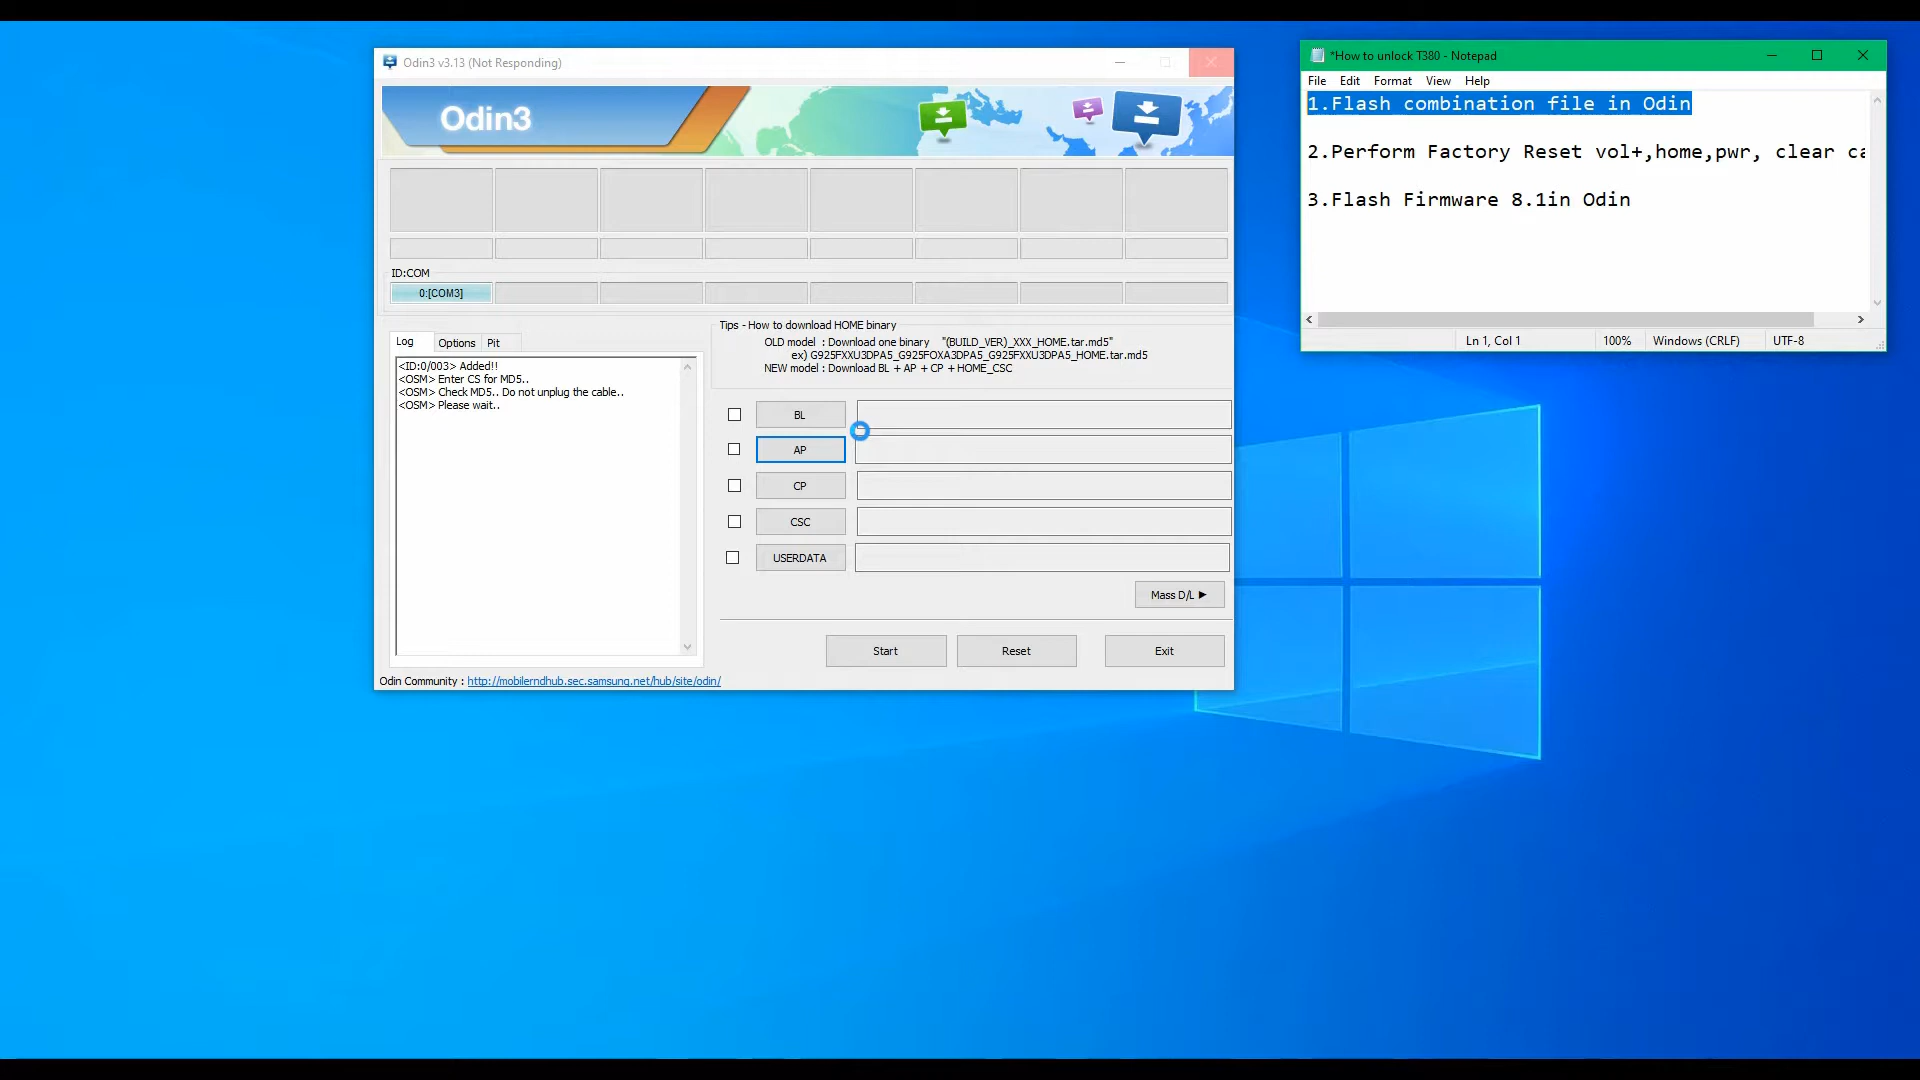 Odin3 v3.13 (Not Responding)
Odin3
ID:COM
0:[COM3]
Log
Options
Pit
<ID:0/003> Added!!
<OSM> Enter CS for MD5..
<OSM> Check MD5.. Do not unplug the cable..
<OSM> Please wait..
Tips - How to download HOME binary
OLD model : Download one binary "(BUILD_VER)_XXX_HOME.tar.md5"
ex) G925FXXU3DPA5_G925FOXA3DPA5_G925FXXU3DPA5_HOME.tar.md5
NEW model : Download BL + AP + CP + HOME_CSC
BL
AP
CP
CSC
USERDATA
Mass D/L ►
Start
Reset
Exit
Odin Community : http://mobilerndhub.sec.samsung.net/hub/site/odin/
*How to unlock T380 - Notepad
File Edit Format View Help
1.Flash combination file in Odin
2.Perform Factory Reset vol+,home,pwr, clear ca
3.Flash Firmware 8.1in Odin
Ln 1, Col 1
100%
Windows (CRLF)
UTF-8